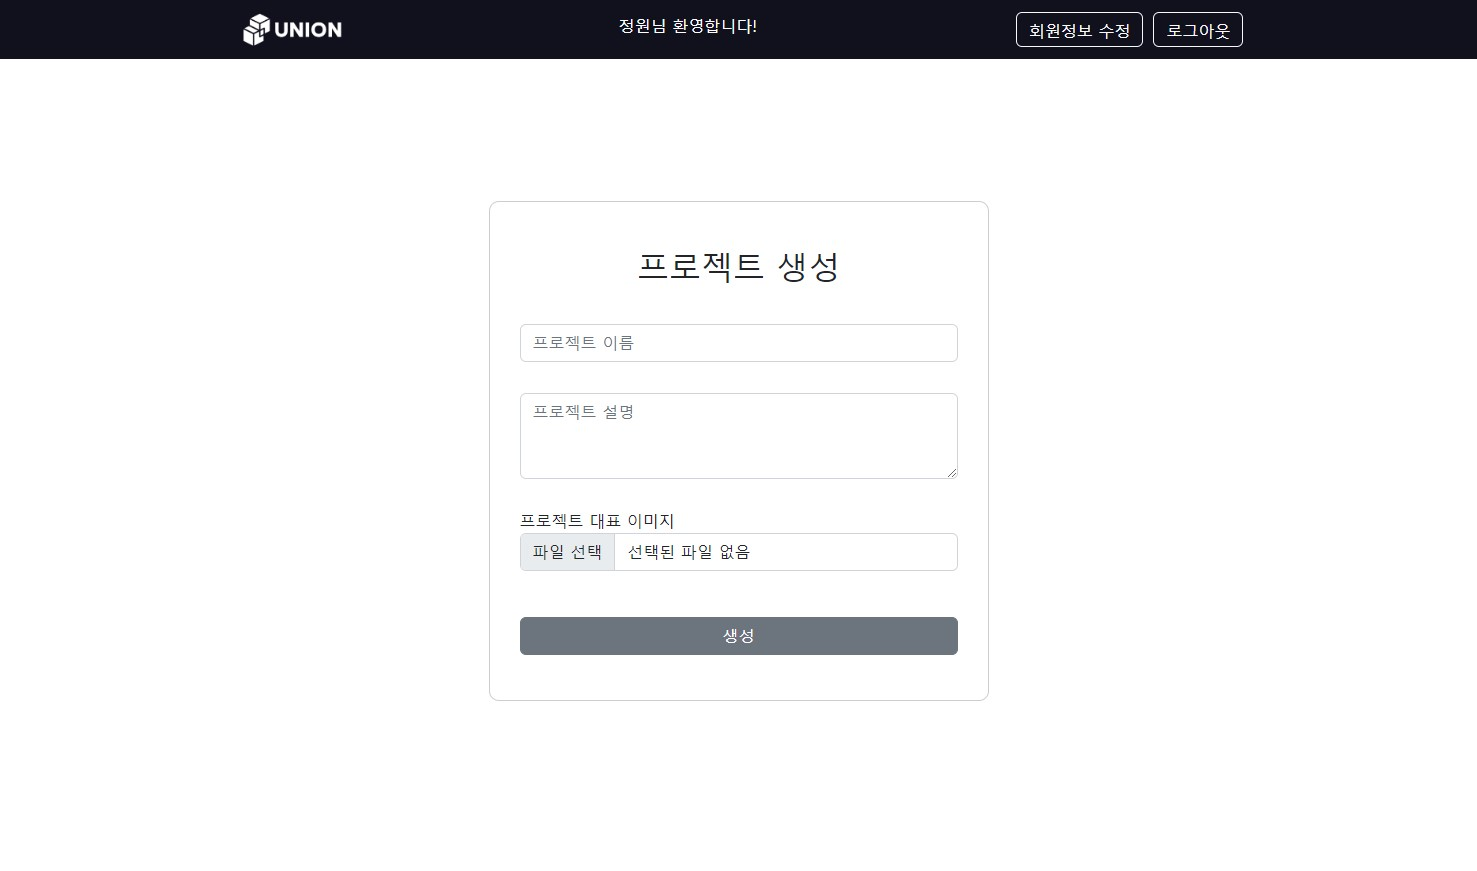 UNION
정원님 환영합니다!
회원정보 수정
로그아웃
프로젝트 생성
프로젝트 이름
프로젝트 설명
프로젝트 대표 이미지
파일 선택 선택된 파일 없음
생성